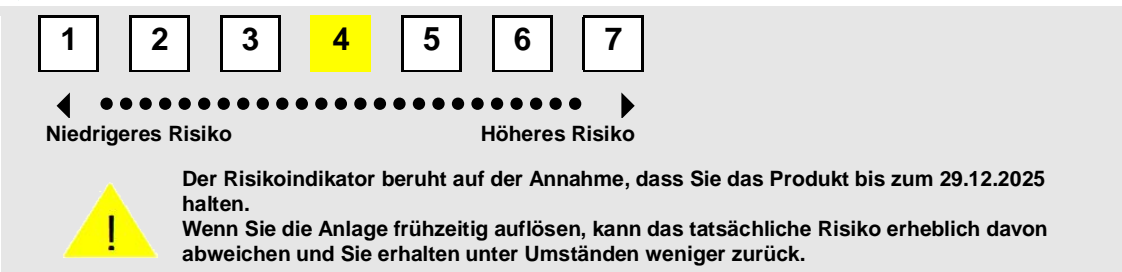 1 2 3 4 5 6 7
Niedrigeres Risiko Höheres Risiko
Der Risikoindikator beruht auf der Annahme, dass Sie das Produkt bis zum 29.12.2025
halten.
Wenn Sie die Anlage frühzeitig auflösen, kann das tatsächliche Risiko erheblich davon
abweichen und Sie erhalten unter Umständen weniger zurück.
!